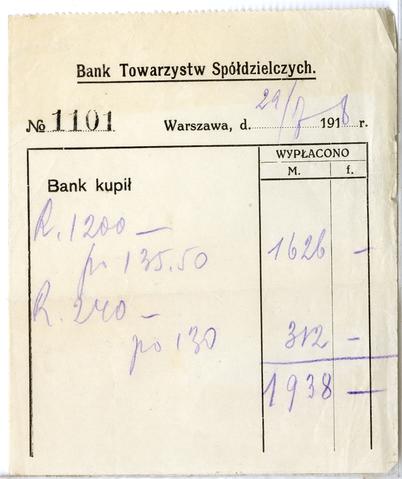 Bank Towarzystw Spółdzielczych.
№ 1101 Warszawa, d. 29/7 1918 r.
WYPŁACONO
M. f.
Bank kupił
R. 1200 —
po 135.50 1626 —
R. 240 —
po 130 312 —
1938 —